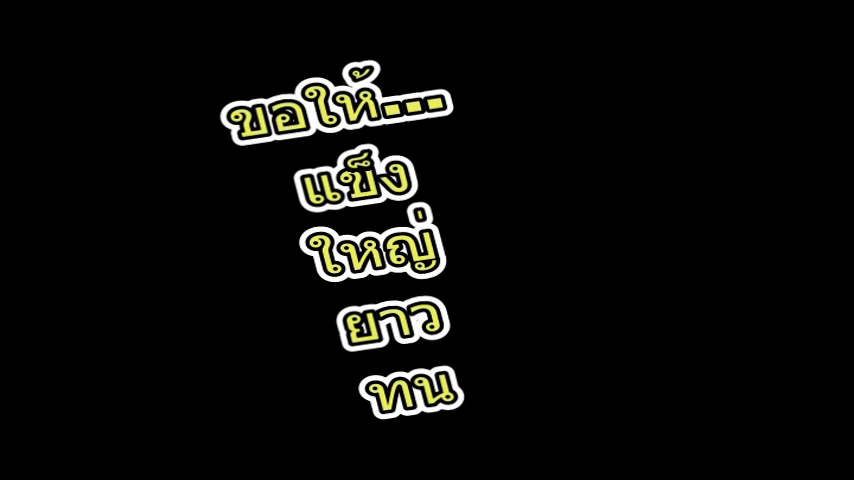 ขอให้...
แข็ง
ใหญ่
ยาว
ทน